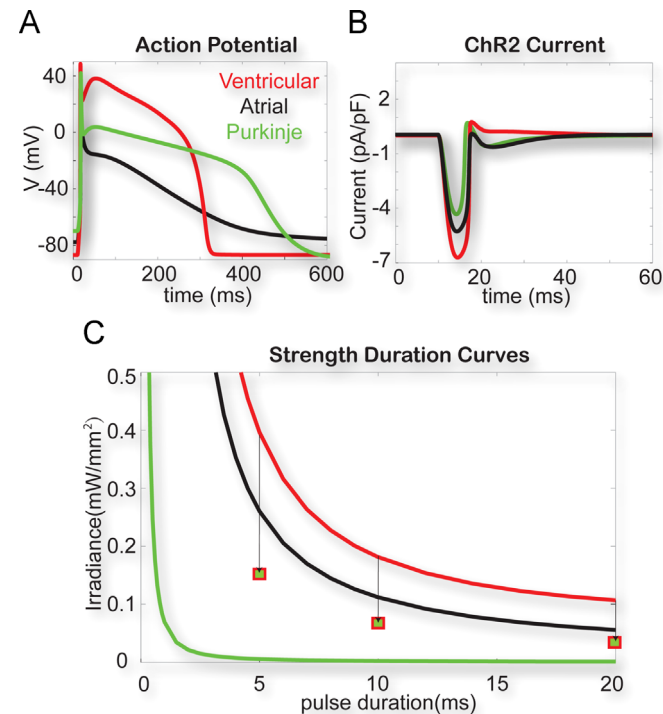 A
Action Potential
Ventricular
Atrial
Purkinje
40
0
-40
-80
V (mV)
0
200
400
600
time (ms)
B
ChR2 Current
2
-1
-4
-7
Current (pA/pF)
0
20
40
60
time (ms)
C
Strength Duration Curves
0.5
0.4
0.3
0.2
0.1
0
Irradiance(mW/mm²)
0
5
10
15
20
pulse duration(ms)